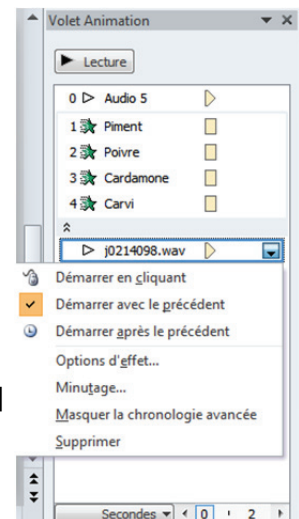 Volet Animation
Lecture
0 Audio 5
1 Piment
2 Poivre
3 Cardamone
4 Carvi
j0214098.wav
Démarrer en cliquant
Démarrer avec le précédent
Démarrer après le précédent
Options d'effet...
Minutage...
Masquer la chronologie avancée
Supprimer
Secondes 0 2